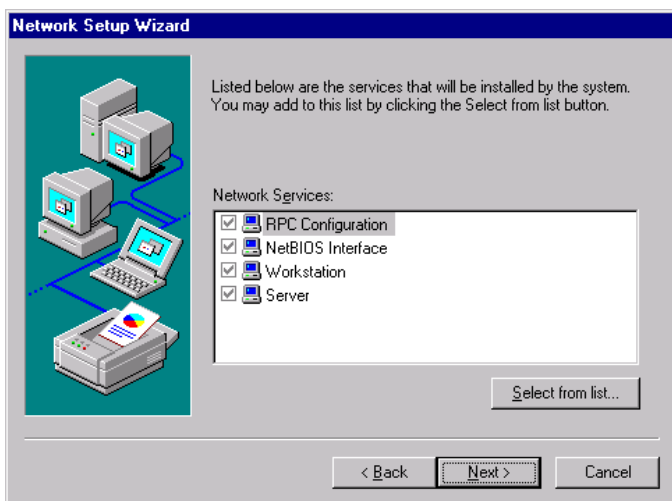 Network Setup Wizard
Listed below are the services that will be installed by the system.
You may add to this list by clicking the Select from list button.
Network Services:
RPC Configuration
NetBIOS Interface
Workstation
Server
Select from list...
< Back
Next >
Cancel